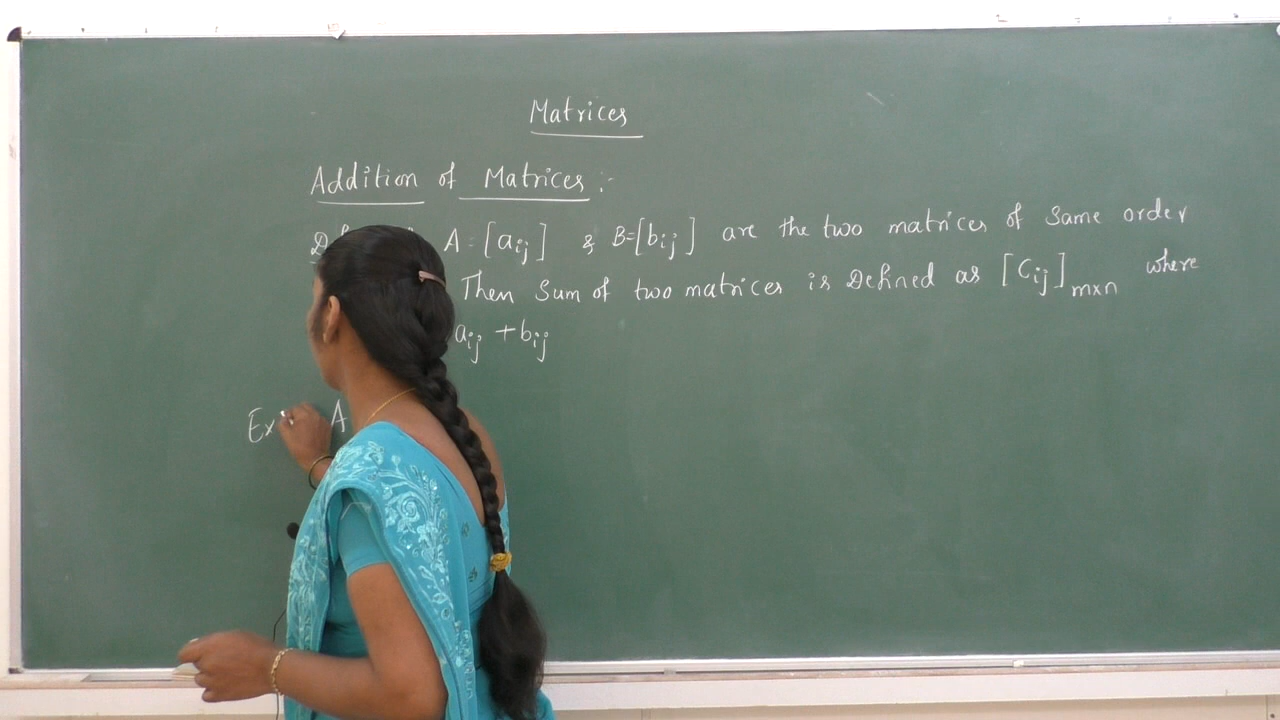 Matrices
Addition of Matrices :-
A = [aij] & B=[bij] are the two matrices of Same order
Then Sum of two matrices is Defined as [Cij]mxn where
aij + bij
Ex A